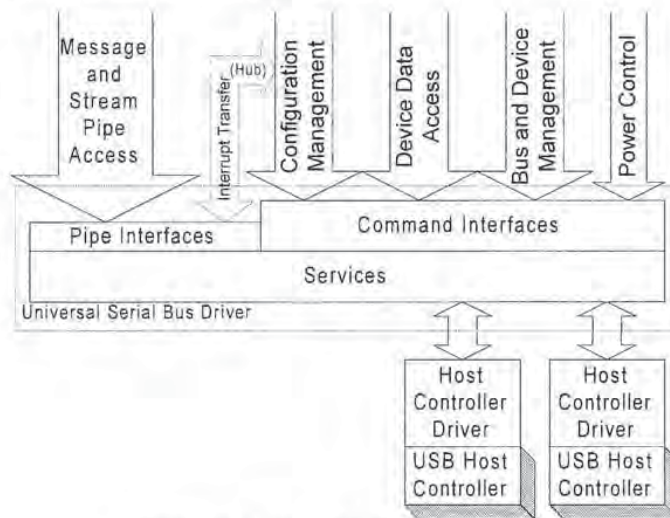 Message
and
Stream
Pipe
Access
Interrupt Transfer
(Hub)
Configuration
Management
Device Data
Access
Bus and Device
Management
Power Control
Pipe Interfaces
Command Interfaces
Services
Universal Serial Bus Driver
Host
Controller
Driver
USB Host
Controller
Host
Controller
Driver
USB Host
Controller